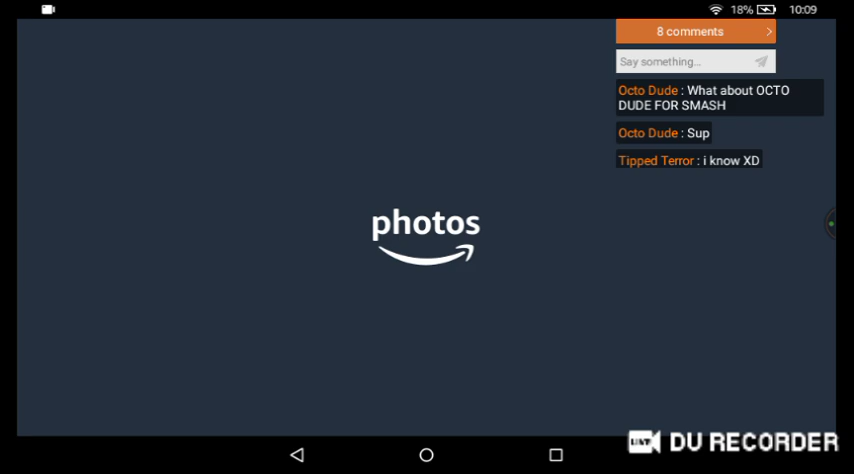 18% 10:09
8 comments
Say something...
Octo Dude : What about OCTO
DUDE FOR SMASH
Octo Dude : Sup
Tipped Terror : i know XD
photos
DU RECORDER